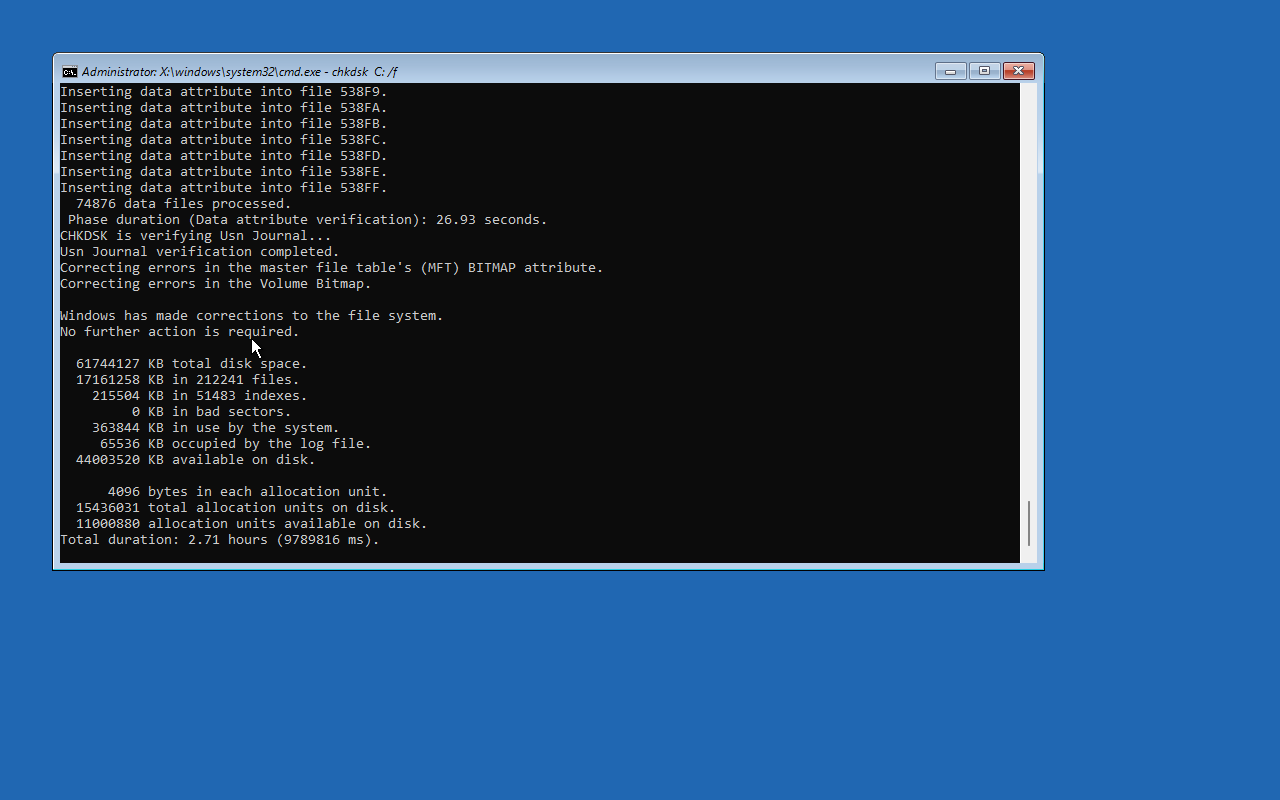 Administrator: X:\windows\system32\cmd.exe - chkdsk  C: /f
Inserting data attribute into file 538F9.
Inserting data attribute into file 538FA.
Inserting data attribute into file 538FB.
Inserting data attribute into file 538FC.
Inserting data attribute into file 538FD.
Inserting data attribute into file 538FE.
Inserting data attribute into file 538FF.
  74876 data files processed.
 Phase duration (Data attribute verification): 26.93 seconds.
CHKDSK is verifying Usn Journal...
Usn Journal verification completed.
Correcting errors in the master file table's (MFT) BITMAP attribute.
Correcting errors in the Volume Bitmap.
Windows has made corrections to the file system.
No further action is required.
  61744127 KB total disk space.
  17161258 KB in 212241 files.
    215504 KB in 51483 indexes.
         0 KB in bad sectors.
    363844 KB in use by the system.
     65536 KB occupied by the log file.
  44003520 KB available on disk.
      4096 bytes in each allocation unit.
  15436031 total allocation units on disk.
  11000880 allocation units available on disk.
Total duration: 2.71 hours (9789816 ms).